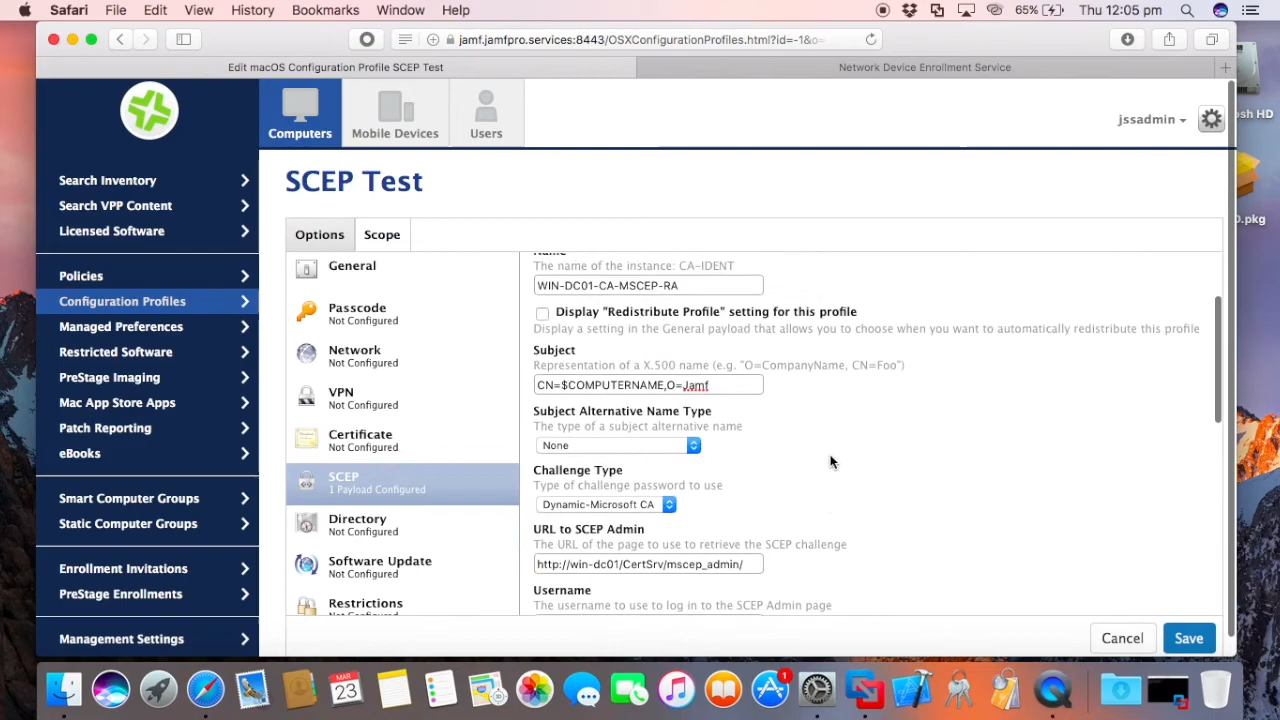 Safari File Edit View History Bookmarks Window Help 65% Thu 12:05 pm
jamf.jamfpro.services:8443/OSXConfigurationProfiles.html?id=-1&o=
Edit macOS Configuration Profile SCEP Test
Network Device Enrollment Service
Computers
Mobile Devices
Users
jssadmin
SCEP Test
Search Inventory
Search VPP Content
Licensed Software
Policies
Configuration Profiles
Managed Preferences
Restricted Software
PreStage Imaging
Mac App Store Apps
Patch Reporting
eBooks
Smart Computer Groups
Static Computer Groups
Enrollment Invitations
PreStage Enrollments
Management Settings
Options
Scope
General
Passcode
Not Configured
Network
Not Configured
VPN
Not Configured
Certificate
Not Configured
SCEP
1 Payload Configured
Directory
Not Configured
Software Update
Not Configured
Restrictions
Not Configured
Name
The name of the instance: CA-IDENT
WIN-DC01-CA-MSCEP-RA
Display "Redistribute Profile" setting for this profile
Display a setting in the General payload that allows you to choose when you want to automatically redistribute this profile
Subject
Representation of a X.500 name (e.g. "O=CompanyName, CN=Foo")
CN=$COMPUTERNAME,O=Jamf
Subject Alternative Name Type
The type of a subject alternative name
None
Challenge Type
Type of challenge password to use
Dynamic-Microsoft CA
URL to SCEP Admin
The URL of the page to use to retrieve the SCEP challenge
http://win-dc01/CertSrv/mscep_admin/
Username
The username to use to log in to the SCEP Admin page
Cancel
Save
osh HD
0.pkg
MAR
23
1